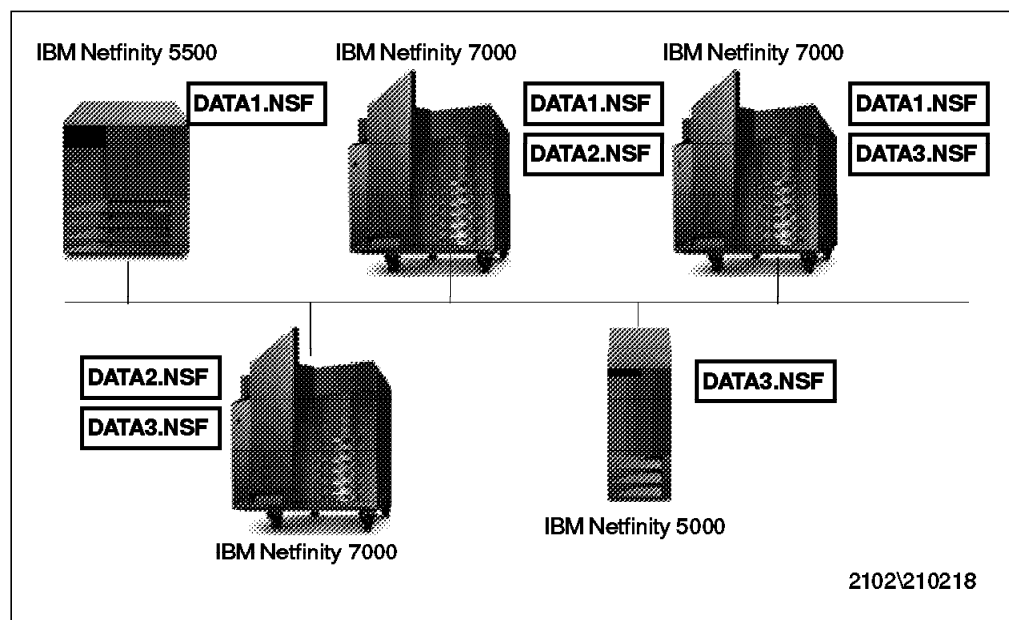 IBM Netfinity 5500
DATA1.NSF
IBM Netfinity 7000
DATA1.NSF
DATA2.NSF
IBM Netfinity 7000
DATA1.NSF
DATA3.NSF
DATA2.NSF
DATA3.NSF
IBM Netfinity 7000
DATA3.NSF
IBM Netfinity 5000
2102\210218